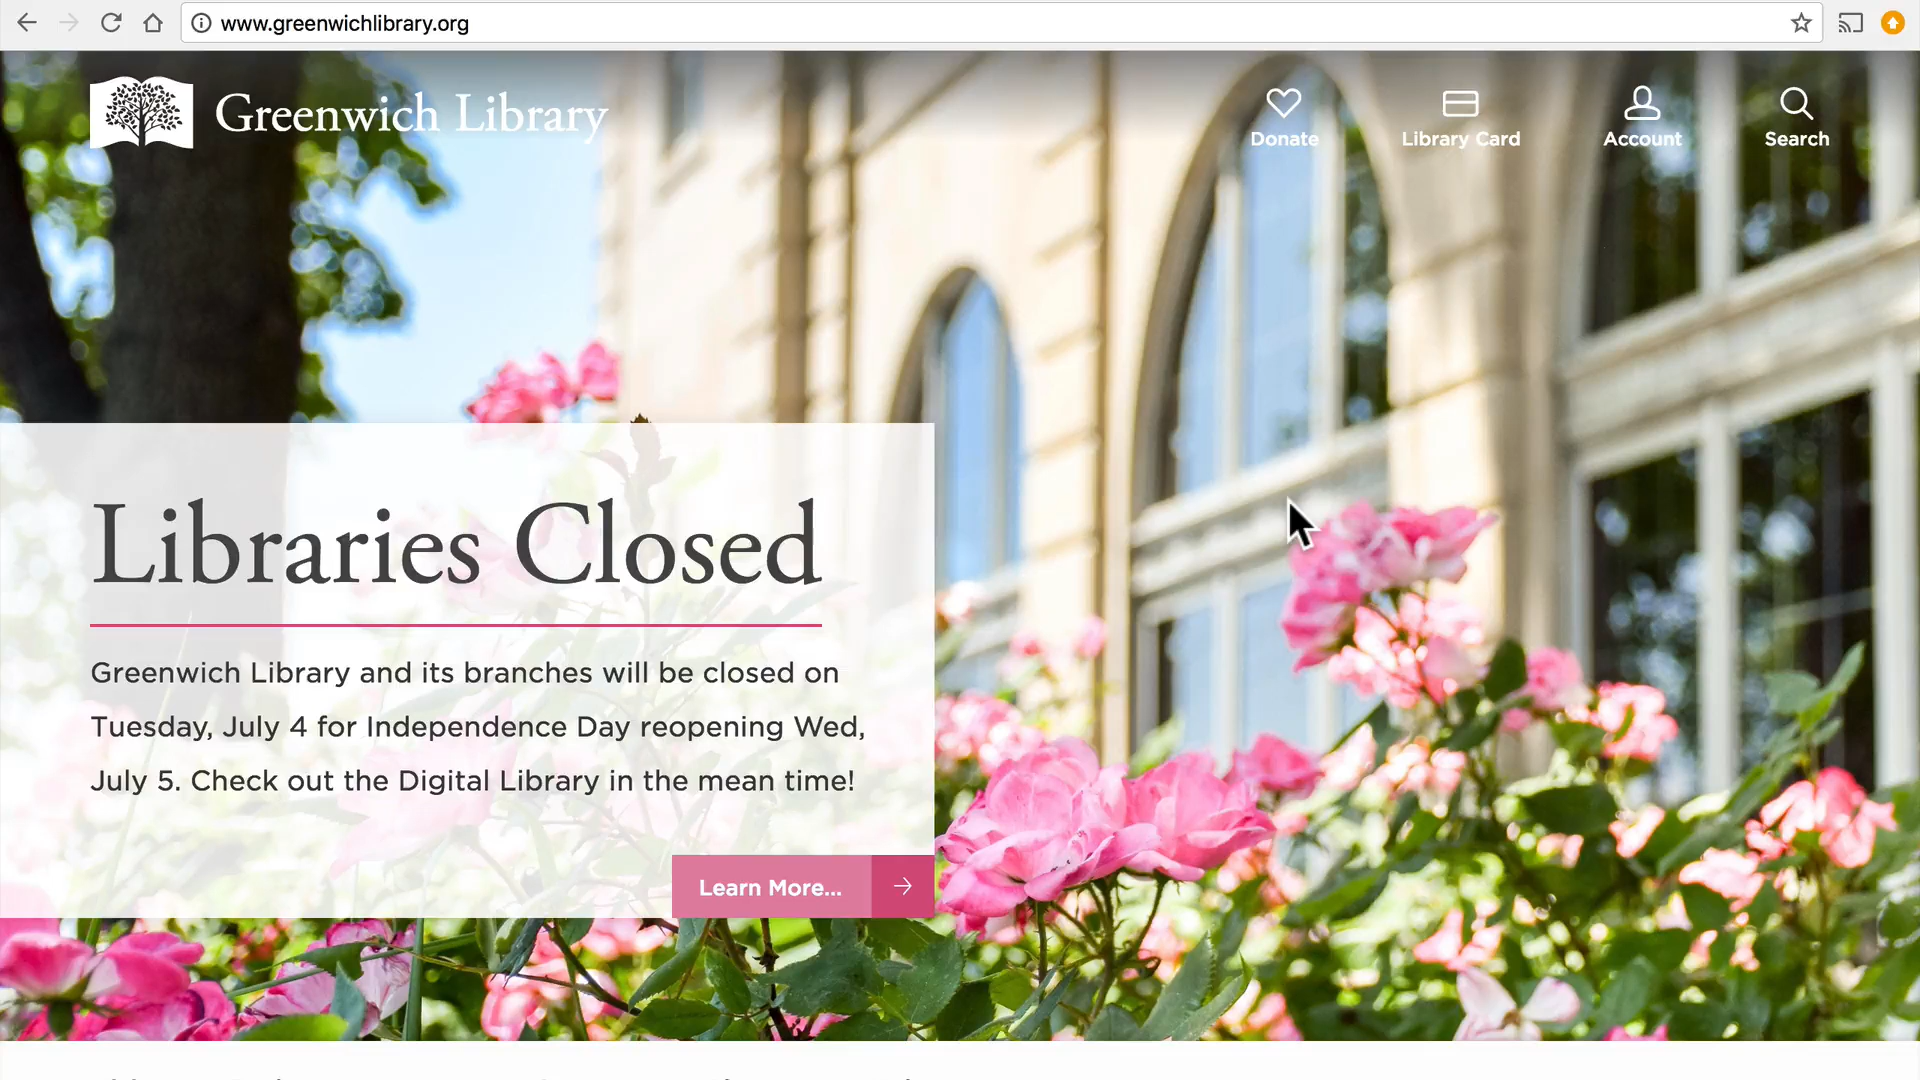 www.greenwichlibrary.org
Greenwich Library
Donate
Library Card
Account
Search
Libraries Closed
Greenwich Library and its branches will be closed on
Tuesday, July 4 for Independence Day reopening Wed,
July 5. Check out the Digital Library in the mean time!
Learn More...